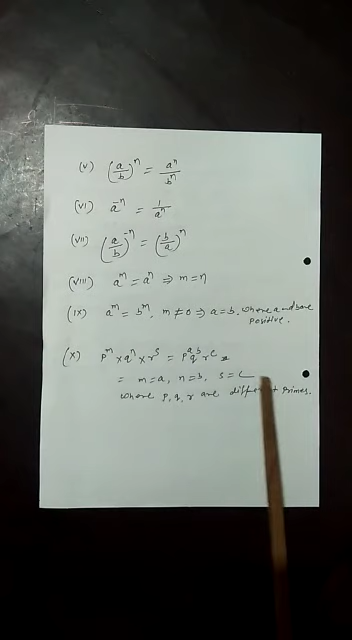 (V) (a/b)^n = a^n/b^n
(VI) a^-n = 1/a^n
(VII) (a/b)^-n = (b/a)^n
(VIII) a^m = a^n ⇒ m=n
(IX) a^m = b^m, m≠0 ⇒ a=b. where a and b are
positive.
(X) p^m × q^n × r^s = p^a q^b r^c
= m=a, n=b, s=c
where p, q, r are different primes.